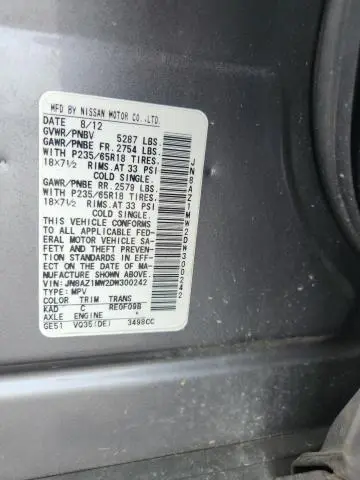 MFD BY NISSAN MOTOR CO.,LTD.
DATE 8/12
GVWR/PNBV 5287 LBS.
GAWR/PNBE FR. 2754 LBS.
WITH P235/65R18 TIRES.
18X7½ RIMS.AT 33 PSI
COLD SINGLE.
GAWR/PNBE RR. 2579 LBS.
WITH P235/65R18 TIRES.
18X7½ RIMS.AT 33 PSI
COLD SINGLE.
THIS VEHICLE CONFORMS
TO ALL APPLICABLE FED-
ERAL MOTOR VEHICLE SA-
FETY AND THEFT PREVEN-
TION STANDARDS IN EFF-
ECT ON THE DATE OF MA-
NUFACTURE SHOWN ABOVE.
VIN:JN8AZ1MW2DW300242
TYPE:MPV
COLOR TRIM TRANS
KAD C RE0F09B
AXLE ENGINE
GE51 VQ35(DE) 3498CC
JN8AZ1MW2DW300242